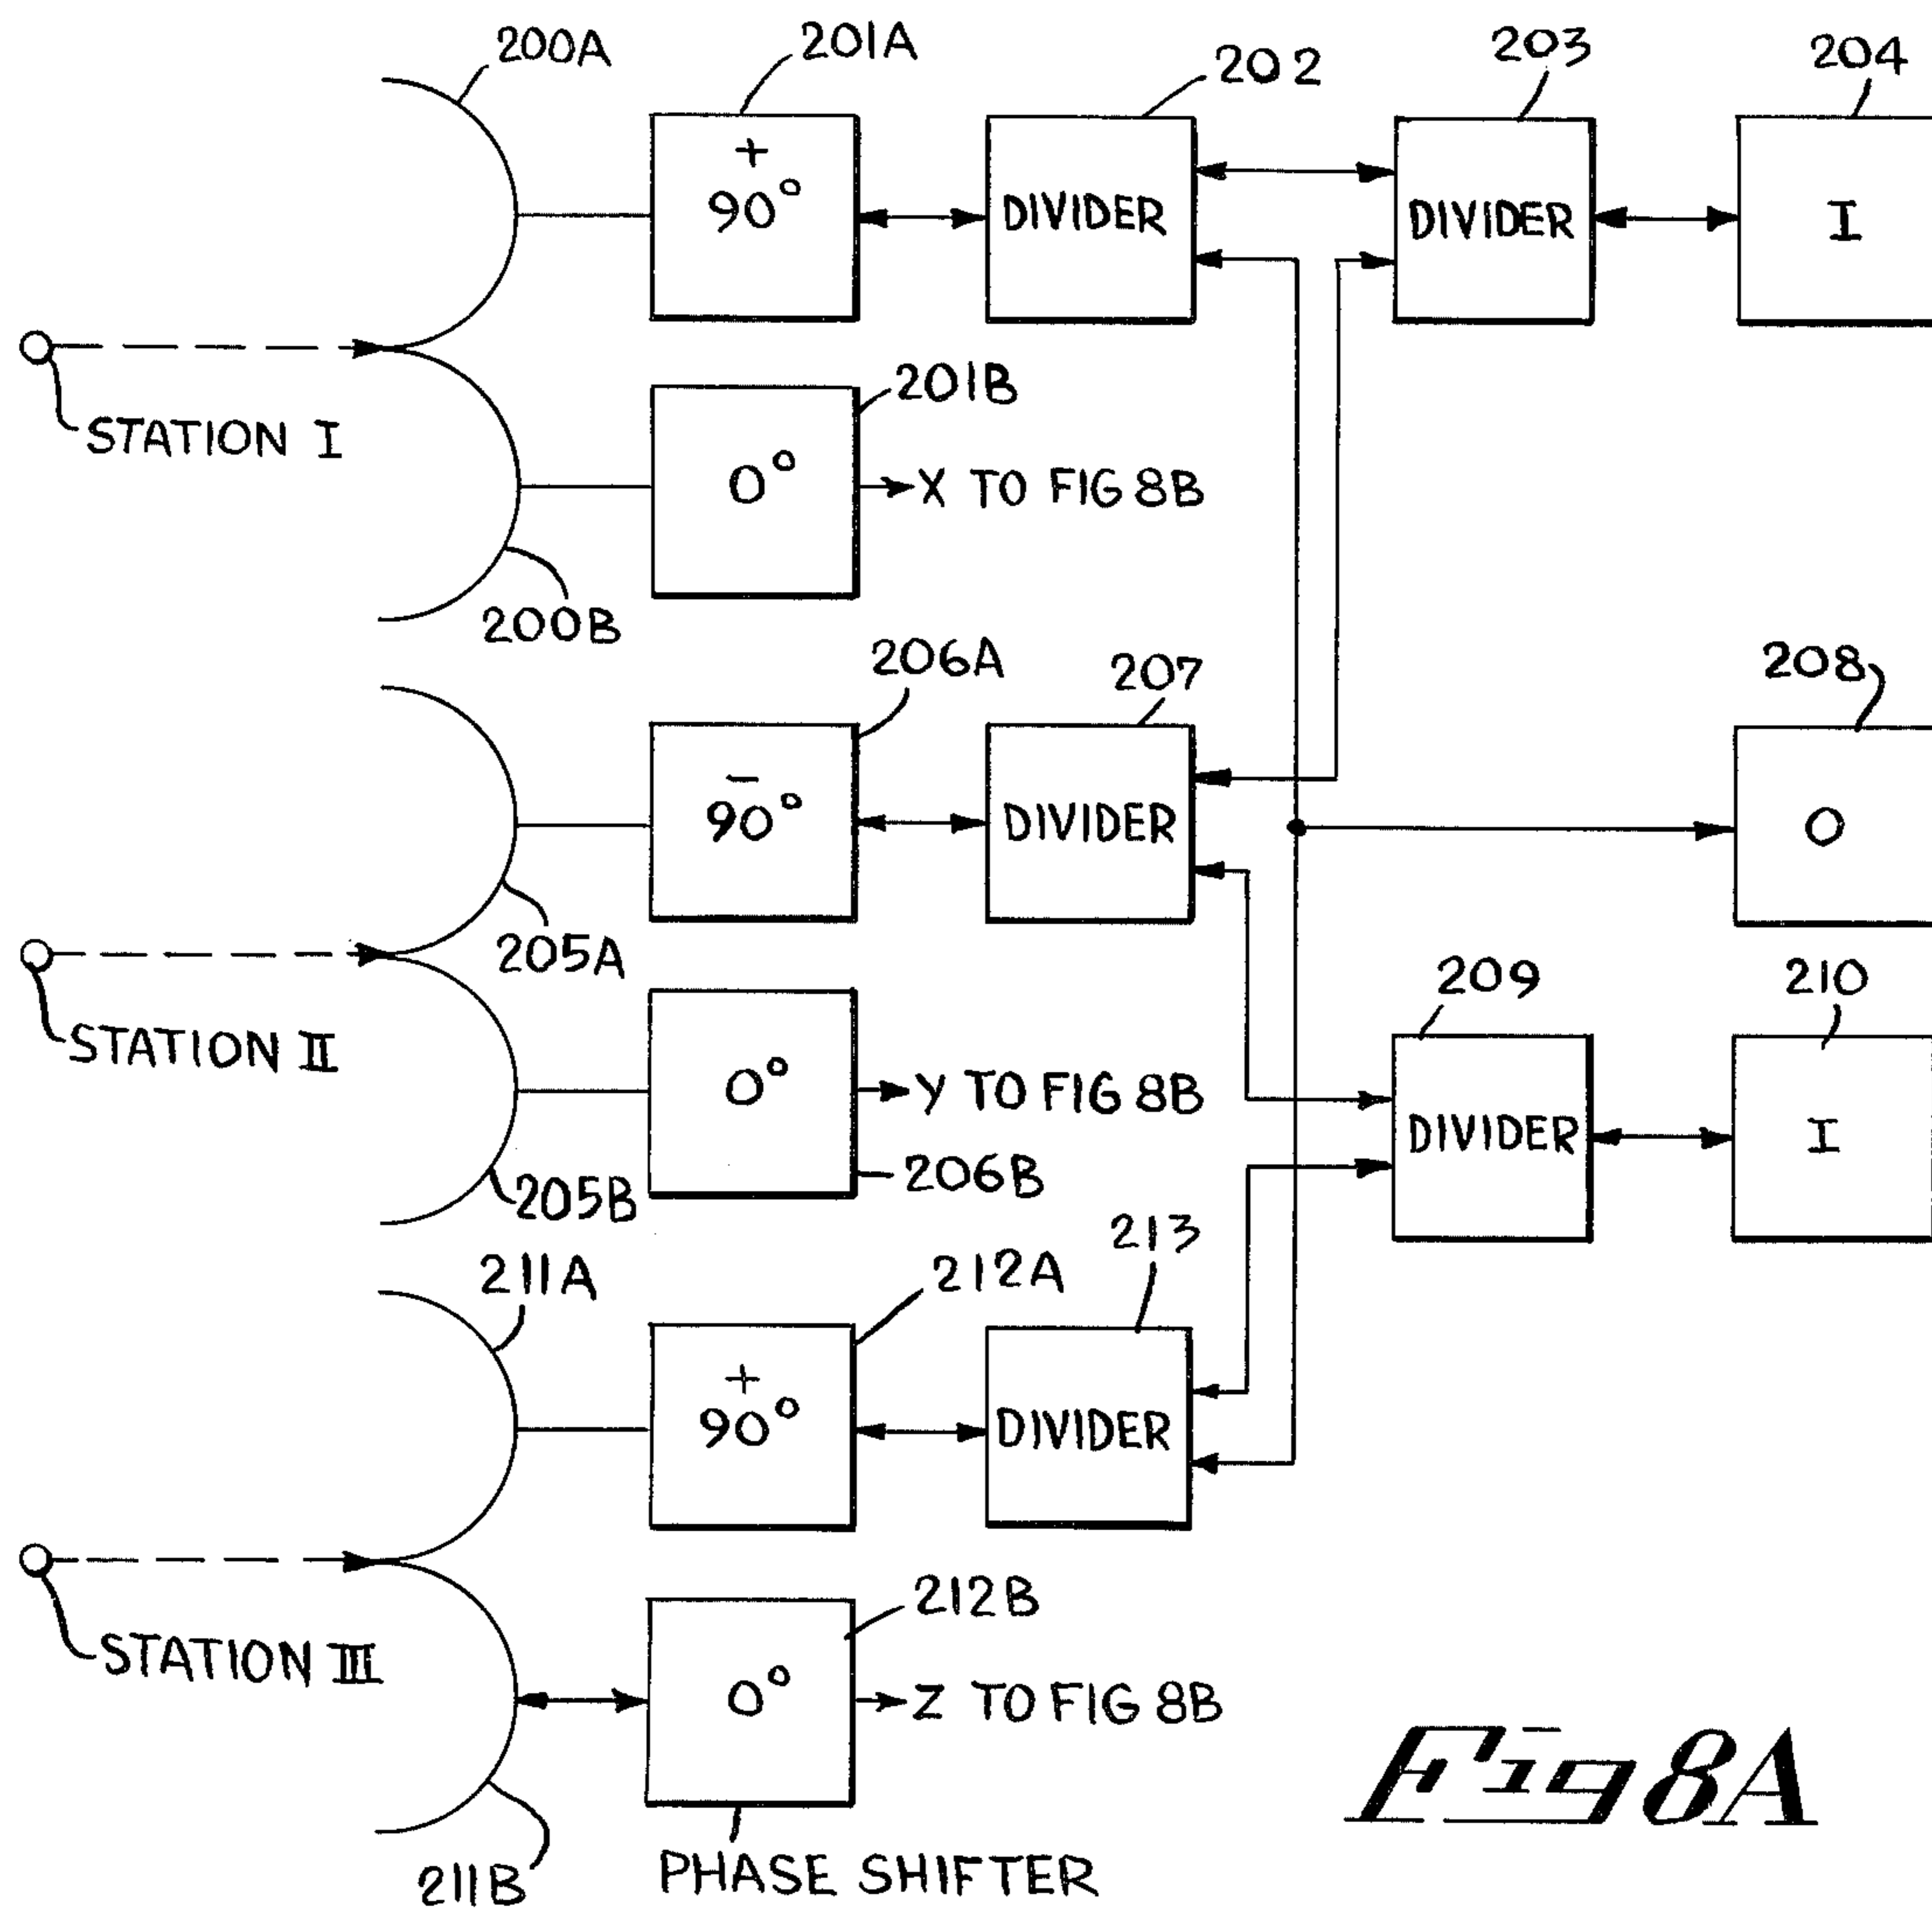 200A
201A
202
203
204
+
90°
DIVIDER
DIVIDER
I
STATION I
201B
0°
X TO FIG 8B
200B
206A
207
208
−
90°
DIVIDER
O
205A
209
210
STATION II
0°
Y TO FIG 8B
DIVIDER
I
206B
205B
213
211A
212A
+
90°
DIVIDER
212B
STATION III
0°
Z TO FIG 8B
211B
PHASE SHIFTER
Fig 8A